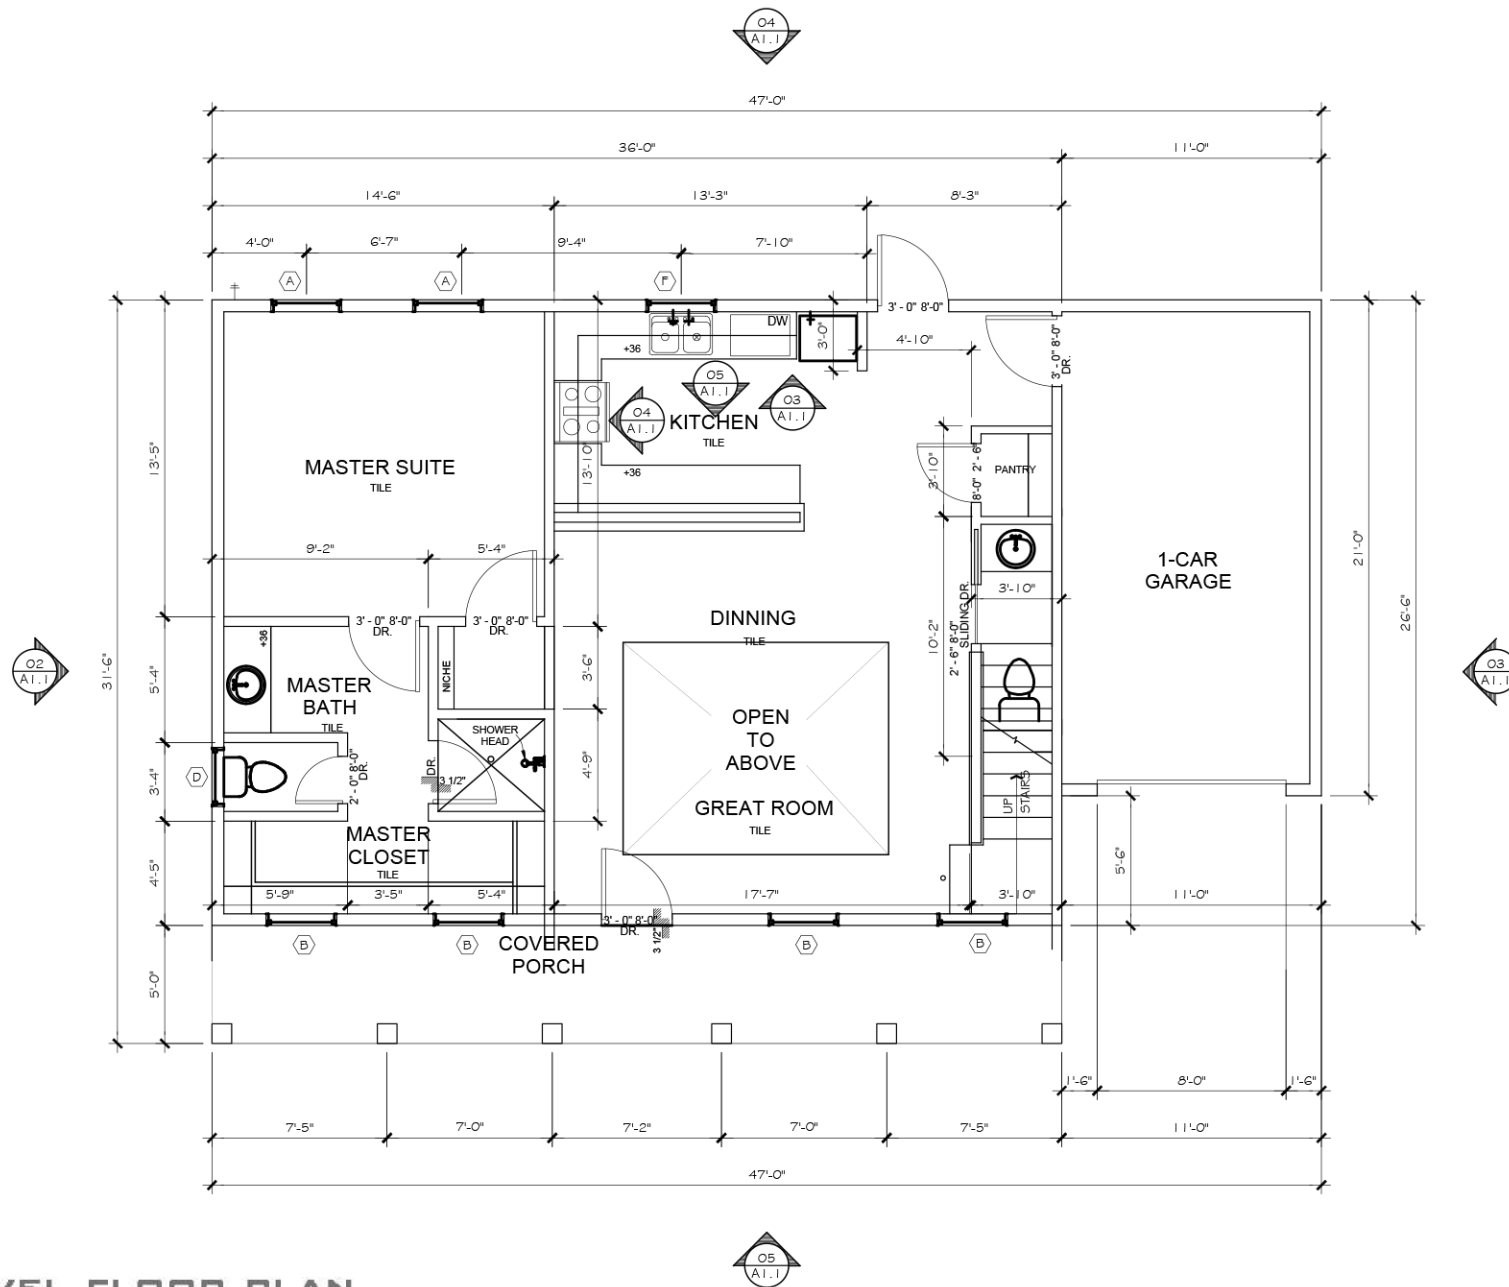 04
A1.1
47'-0"
36'-0"
11'-0"
14'-6"
13'-3"
8'-3"
4'-0"
6'-7"
9'-4"
7'-10"
A
A
F
3' - 0" 8'-0"
DW
3'-0"
4'-10"
3' - 0" 8'-0"
DR.
+36
05
A1.1
03
A1.1
04
A1.1
KITCHEN
TILE
13'-10"
+36
13'-5"
MASTER SUITE
TILE
3'-10"
8'-0" 2' - 6"
PANTRY
9'-2"
5'-4"
1-CAR
GARAGE
21'-0"
26'-6"
31'-6"
3'-10"
SLIDING DR.
2' - 6" 8'-0"
10'-2"
3' - 0" 8'-0"
DR.
3' - 0" 8'-0"
DR.
DINNING
TILE
+36
02
A1.1
03
A1.1
5'-4"
MASTER
BATH
TILE
NICHE
3'-6"
OPEN
TO
ABOVE
SHOWER
HEAD
D
3'-4"
2' - 0" 8'-0"
DR.
DR.
3 1/2"
4'-9"
UP
STAIRS
GREAT ROOM
TILE
MASTER
CLOSET
TILE
4'-5"
5'-6"
5'-9"
3'-5"
5'-4"
17'-7"
3'-10"
11'-0"
3' - 0" 8'-0"
DR.
3 1/2"
B
B
B
B
COVERED
PORCH
5'-0"
1'-6"
8'-0"
1'-6"
7'-5"
7'-0"
7'-2"
7'-0"
7'-5"
11'-0"
47'-0"
05
A1.1
FLOOR PLAN